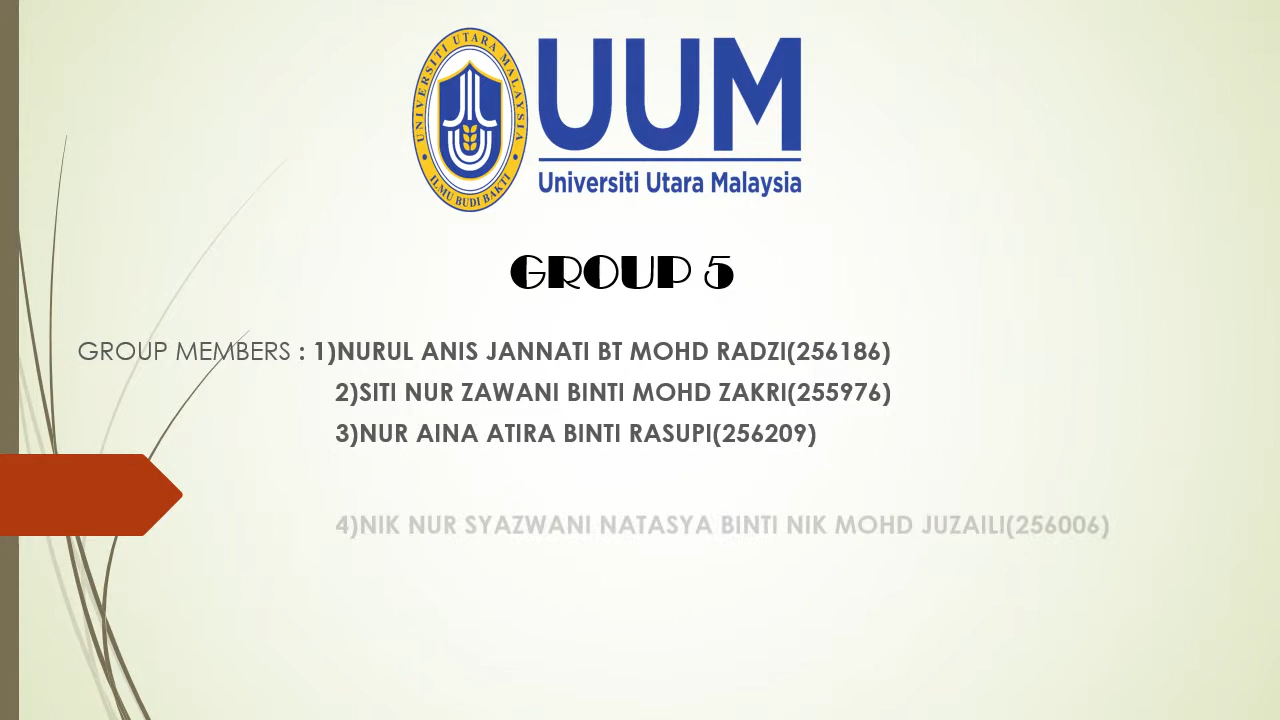 UNIVERSITI UTARA MALAYSIA
ILMU BUDI BAKTI
UUM
Universiti Utara Malaysia
GROUP 5
GROUP MEMBERS : 1)NURUL ANIS JANNATI BT MOHD RADZI(256186)
2)SITI NUR ZAWANI BINTI MOHD ZAKRI(255976)
3)NUR AINA ATIRA BINTI RASUPI(256209)
4)NIK NUR SYAZWANI NATASYA BINTI NIK MOHD JUZAILI(256006)